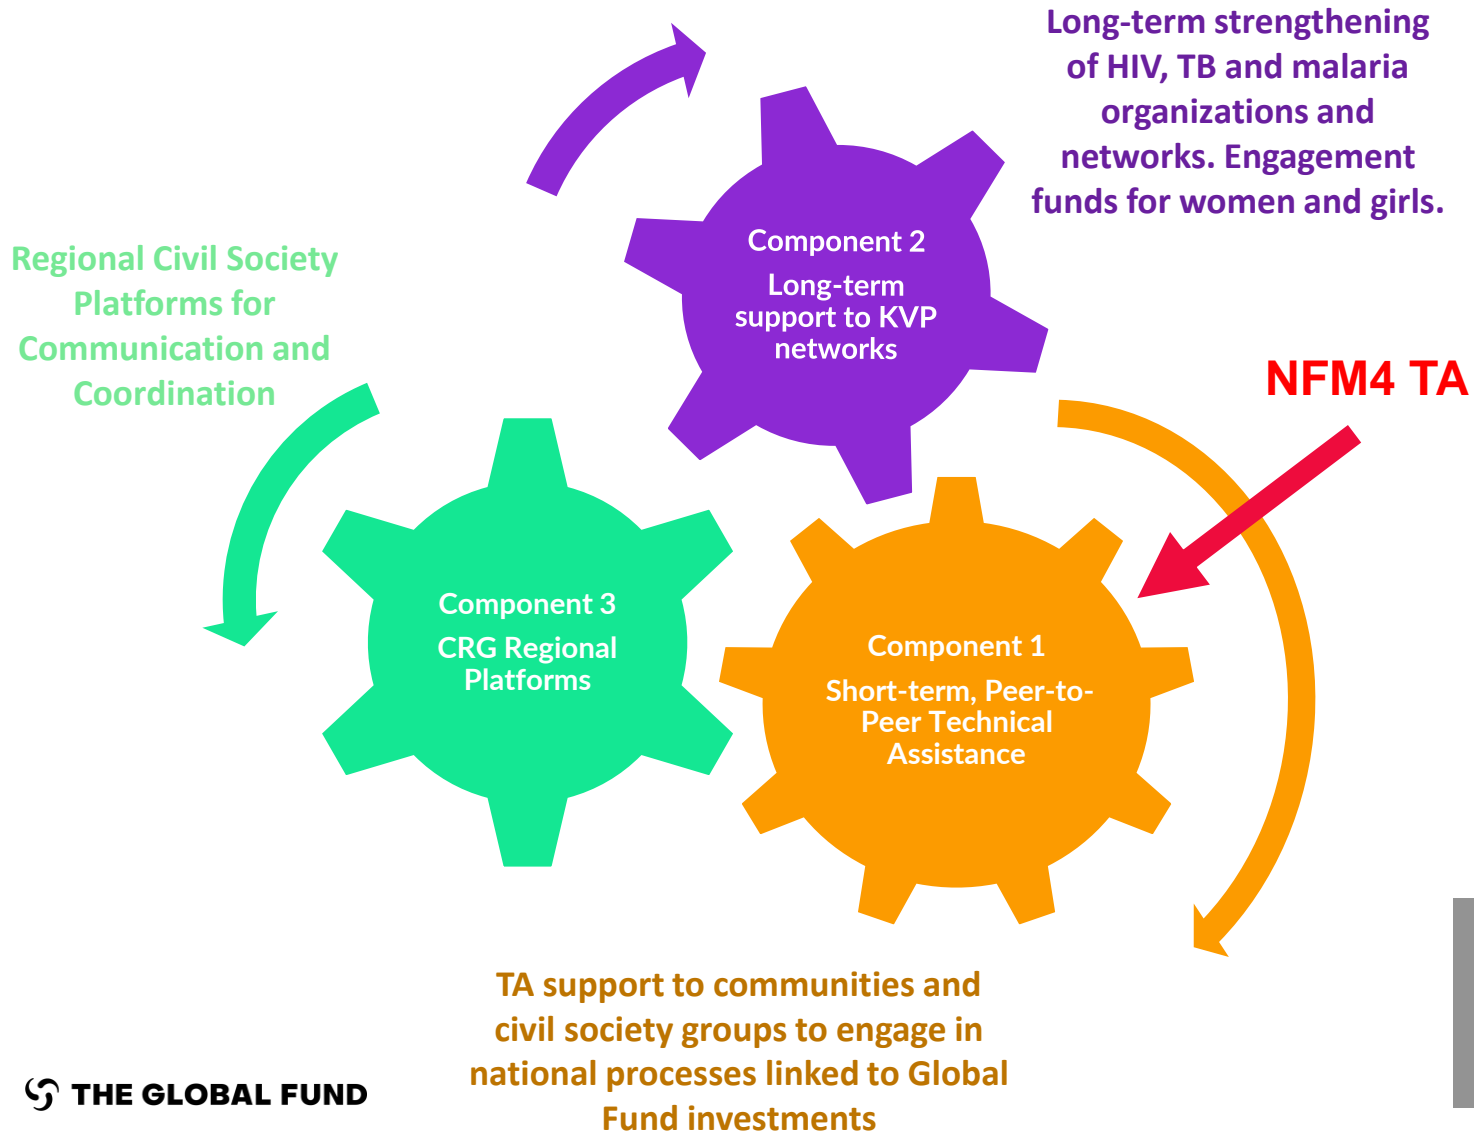 Long-term strengthening
of HIV, TB and malaria
organizations and
networks. Engagement
funds for women and girls.
Component 2
Long-term
support to KVP
networks
Regional Civil Society
Platforms for
Communication and
Coordination
NFM4 TA
Component 3
CRG Regional
Platforms
Component 1
Short-term, Peer-to-
Peer Technical
Assistance
TA support to communities and
civil society groups to engage in
national processes linked to Global
Fund investments
THE GLOBAL FUND